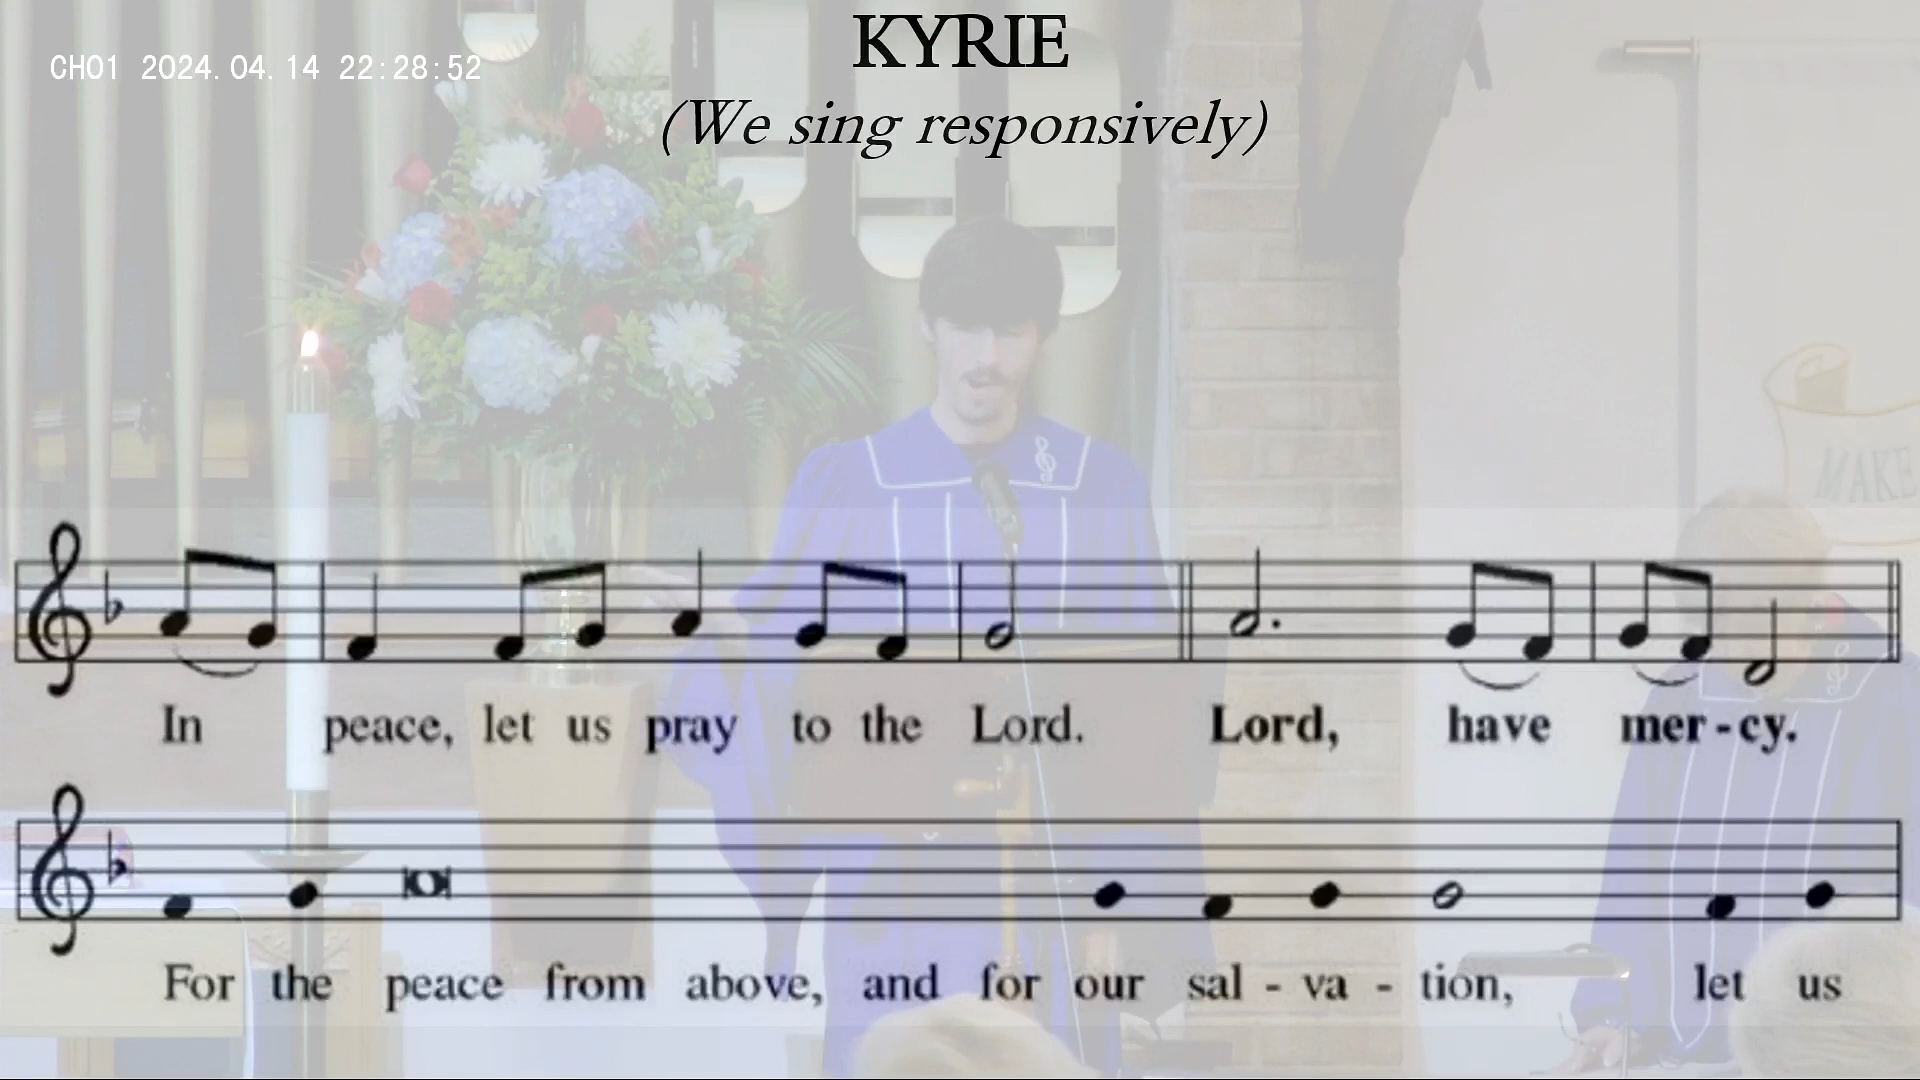 KYRIE
CH01 2024.04.14 22:28:52
(We sing responsively)
MAKE
In peace, let us pray to the Lord. Lord, have mer-cy.
For the peace from above, and for our sal - va - tion, let us